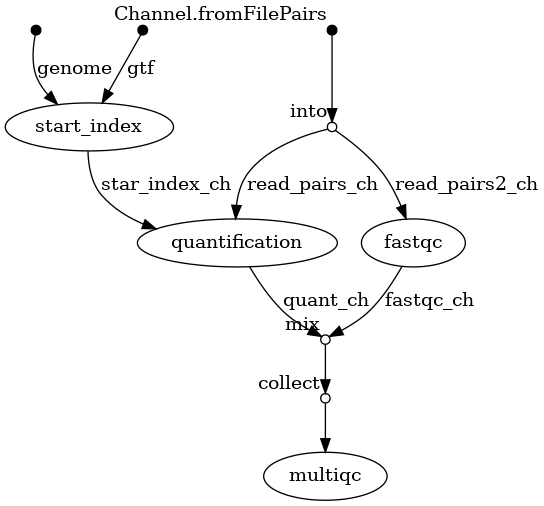 Channel.fromFilePairs
genome
gtf
into
start_index
star_index_ch
read_pairs_ch
read_pairs2_ch
quantification
fastqc
quant_ch
fastqc_ch
mix
collect
multiqc